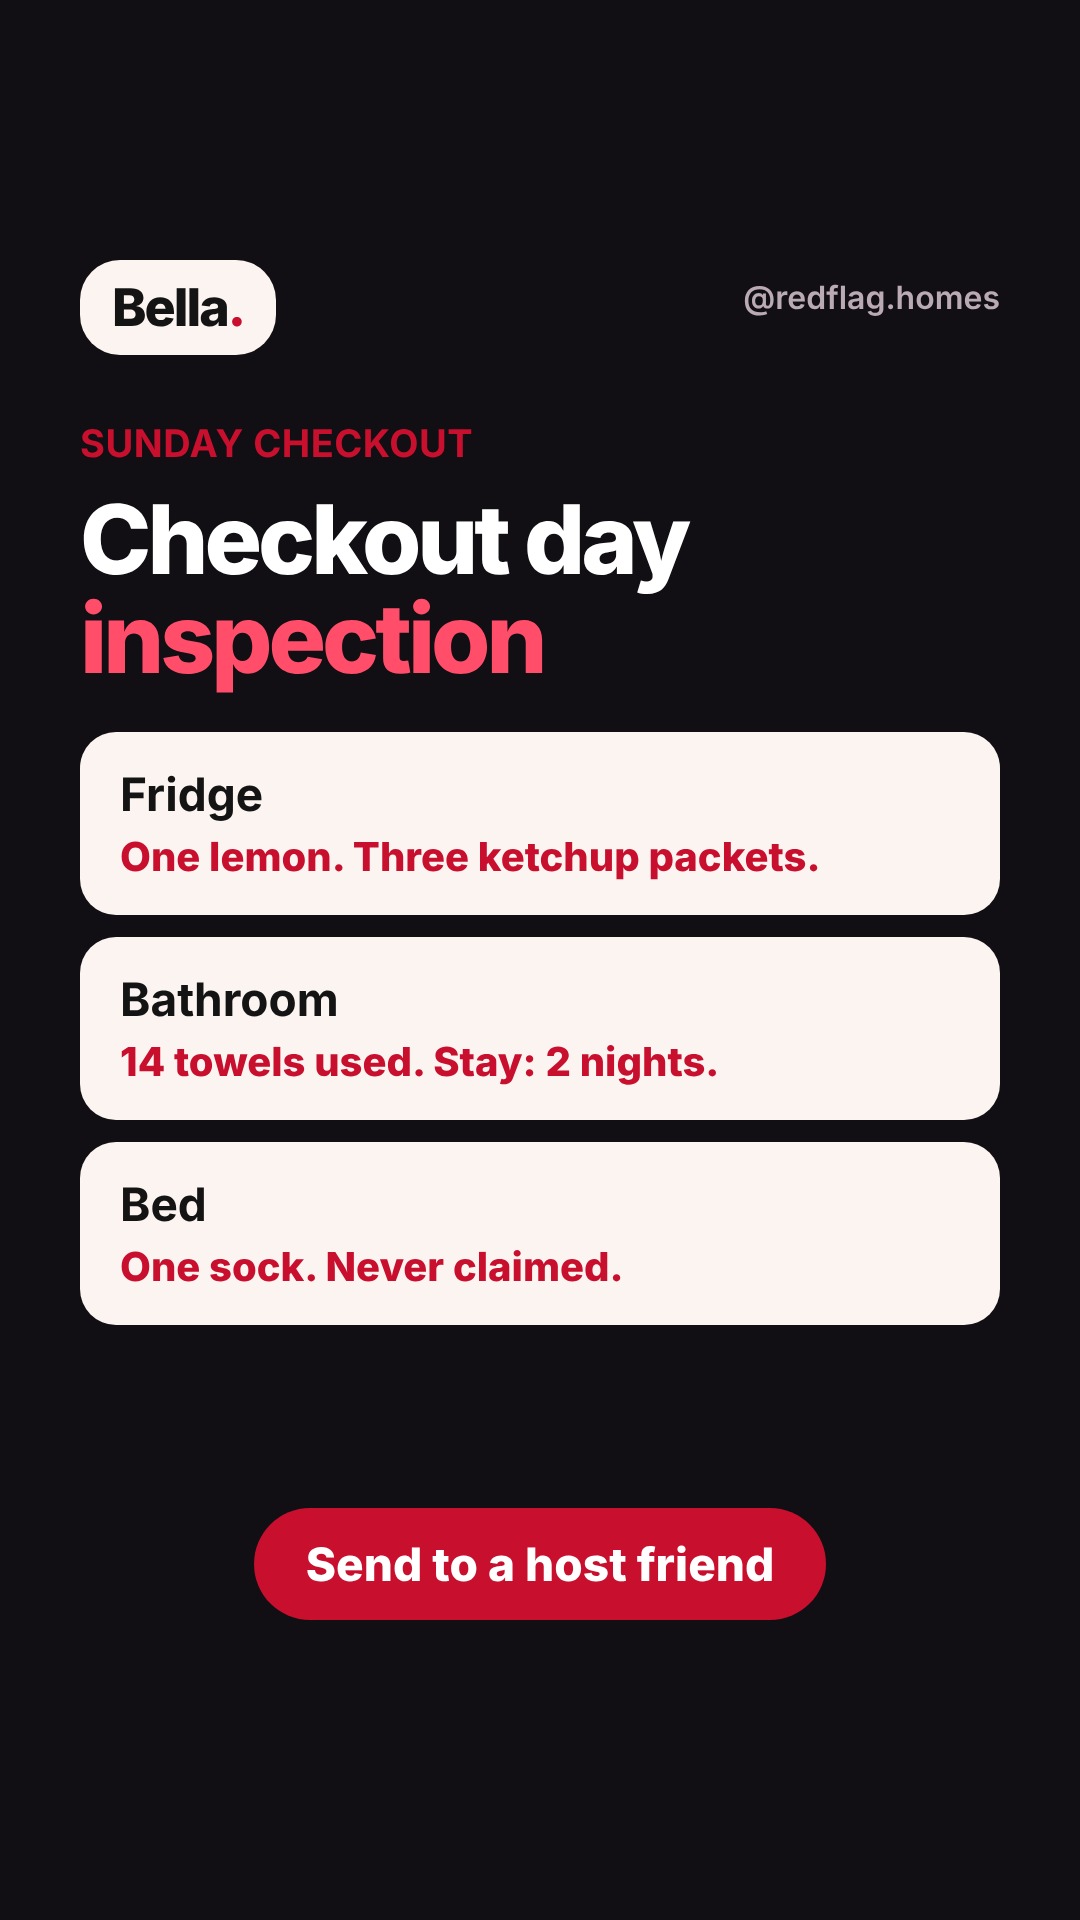 Bella.
@redflag.homes
SUNDAY CHECKOUT
Checkout day
inspection
Fridge
One lemon. Three ketchup packets.
Bathroom
14 towels used. Stay: 2 nights.
Bed
One sock. Never claimed.
Send to a host friend